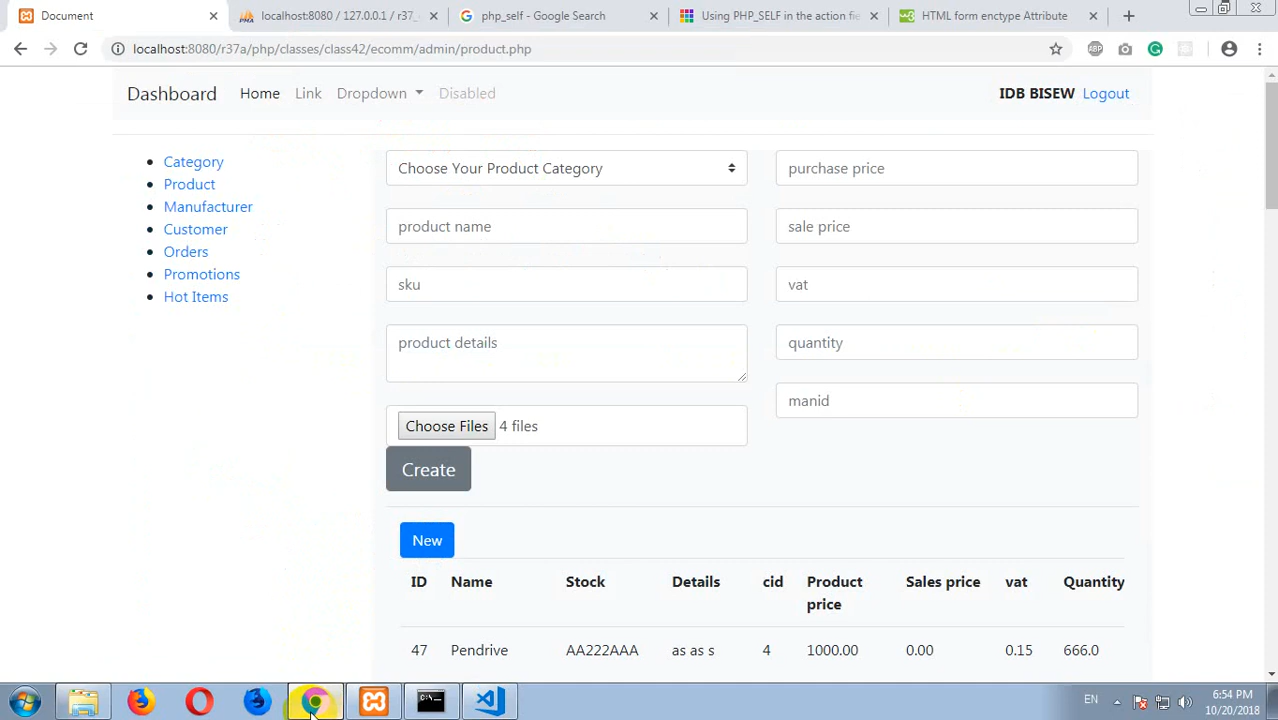 Document
localhost:8080 / 127.0.0.1 / r37_
php_self - Google Search
Using PHP_SELF in the action fie
HTML form enctype Attribute
localhost:8080/r37a/php/classes/class42/ecomm/admin/product.php
ABP
Dashboard
Home
Link
Dropdown
Disabled
IDB BISEW
Logout
Category
Product
Manufacturer
Customer
Orders
Promotions
Hot Items
Choose Your Product Category
product name
sku
product details
Choose Files
4 files
Create
purchase price
sale price
vat
quantity
manid
New
ID
Name
Stock
Details
cid
Product price
Sales price
vat
Quantity
47
Pendrive
AA222AAA
as as s
4
1000.00
0.00
0.15
666.0
EN
6:54 PM
10/20/2018